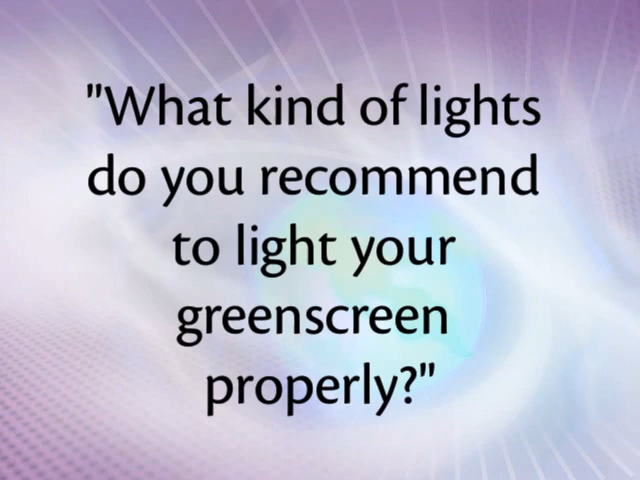 "What kind of lights
do you recommend
to light your
greenscreen
properly?"